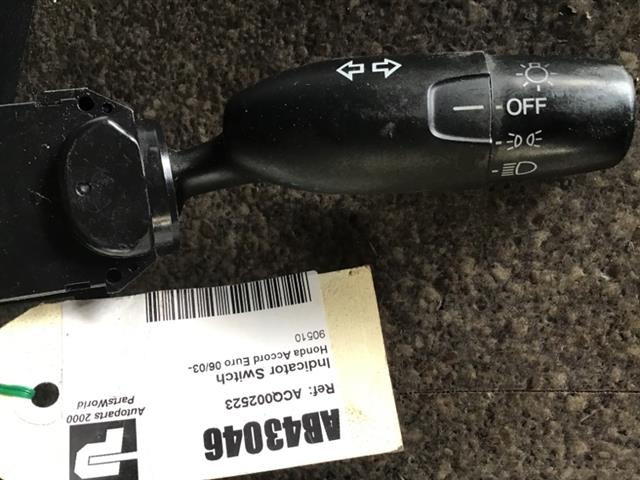 OFF
AB43046
Ref: ACQ002523
Indicator Switch
Honda Accord Euro 06/03-
90510
Autoparts 2000
PartsWorld